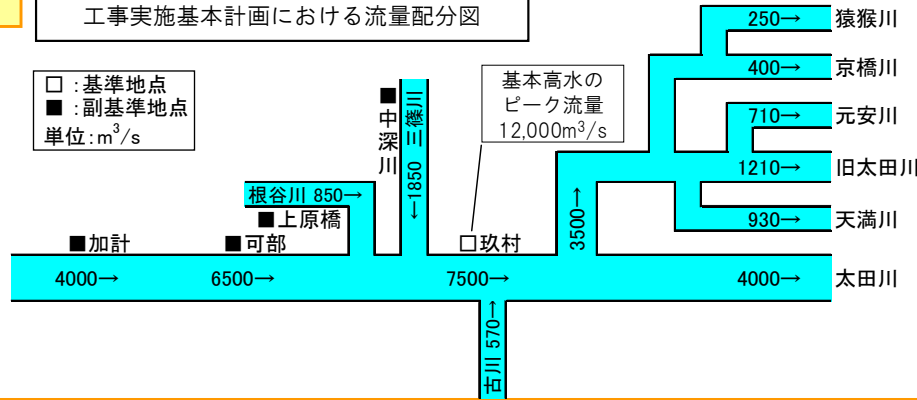 工事実施基本計画における流量配分図
□ :基準地点
■ :副基準地点
単位:m³/s
■中深川
←1850 三篠川
基本高水の
ピーク流量
12,000m³/s
250→ 猿猴川
400→ 京橋川
710→ 元安川
1210→ 旧太田川
930→ 天満川
3500→
根谷川 850→
■上原橋
■加計
■可部
□玖村
4000→
6500→
7500→
4000→ 太田川
古川 570→